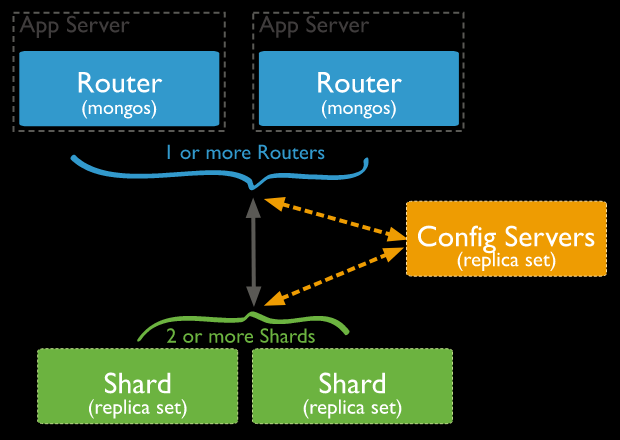 App Server
App Server
Router
(mongos)
Router
(mongos)
1 or more Routers
Config Servers
(replica set)
2 or more Shards
Shard
(replica set)
Shard
(replica set)